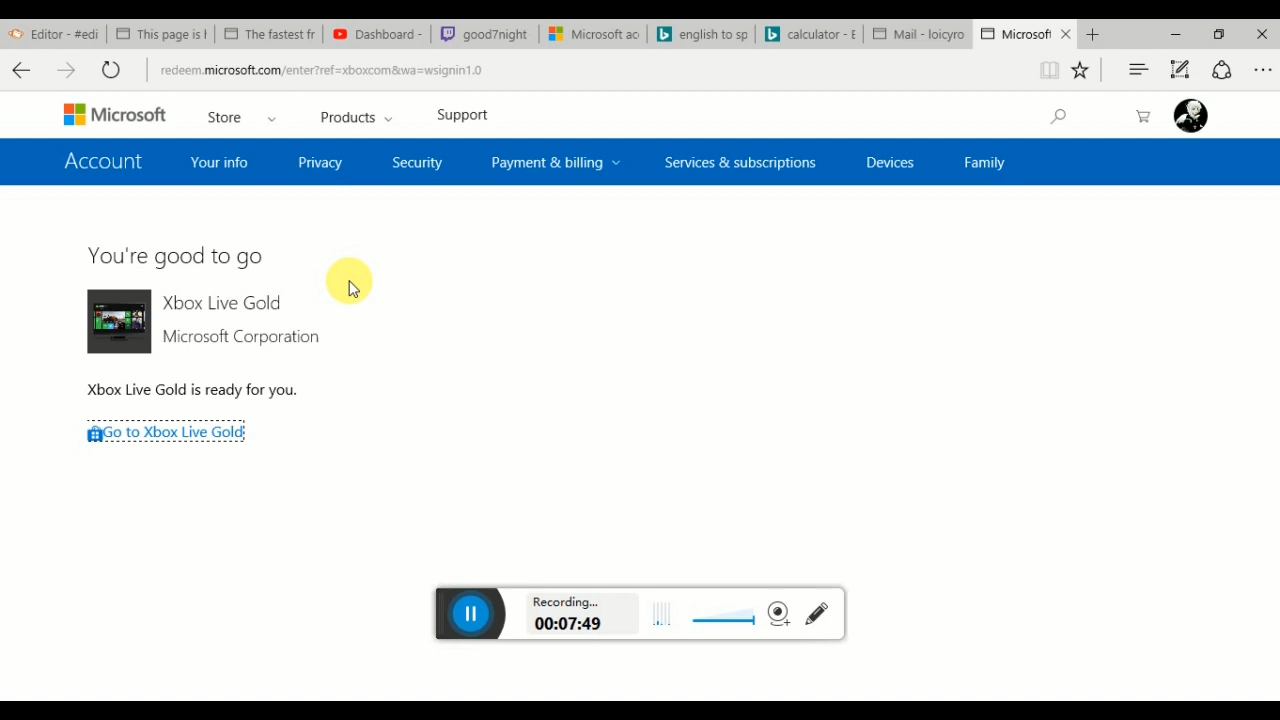 Editor - #edi
This page is l
The fastest fr
Dashboard -
good7night
Microsoft acc
english to sp
calculator - E
Mail - loicyro
Microsoft
redeem.microsoft.com/enter?ref=xboxcom&wa=wsignin1.0
Microsoft Store Products Support
Account Your info Privacy Security Payment & billing Services & subscriptions Devices Family
You're good to go
Xbox Live Gold
Microsoft Corporation
Xbox Live Gold is ready for you.
Go to Xbox Live Gold
Recording...
00:07:49